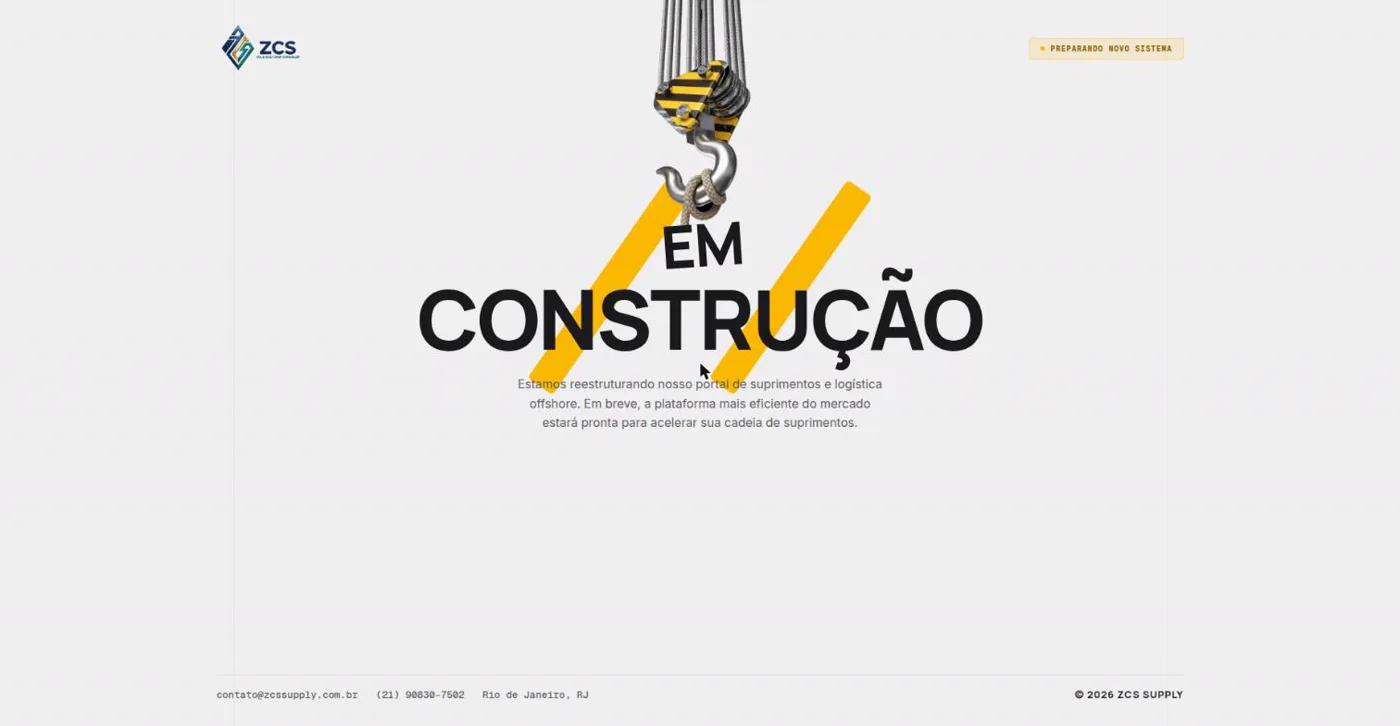 ZCS
PREPARANDO NOVO SISTEMA
EM
CONSTRUÇÃO
Estamos reestruturando nosso portal de suprimentos e logística
offshore. Em breve, a plataforma mais eficiente do mercado
estará pronta para acelerar sua cadeia de suprimentos.
contato@zcssupply.com.br (21) 90830-7502 Rio de Janeiro, RJ
© 2026 ZCS SUPPLY